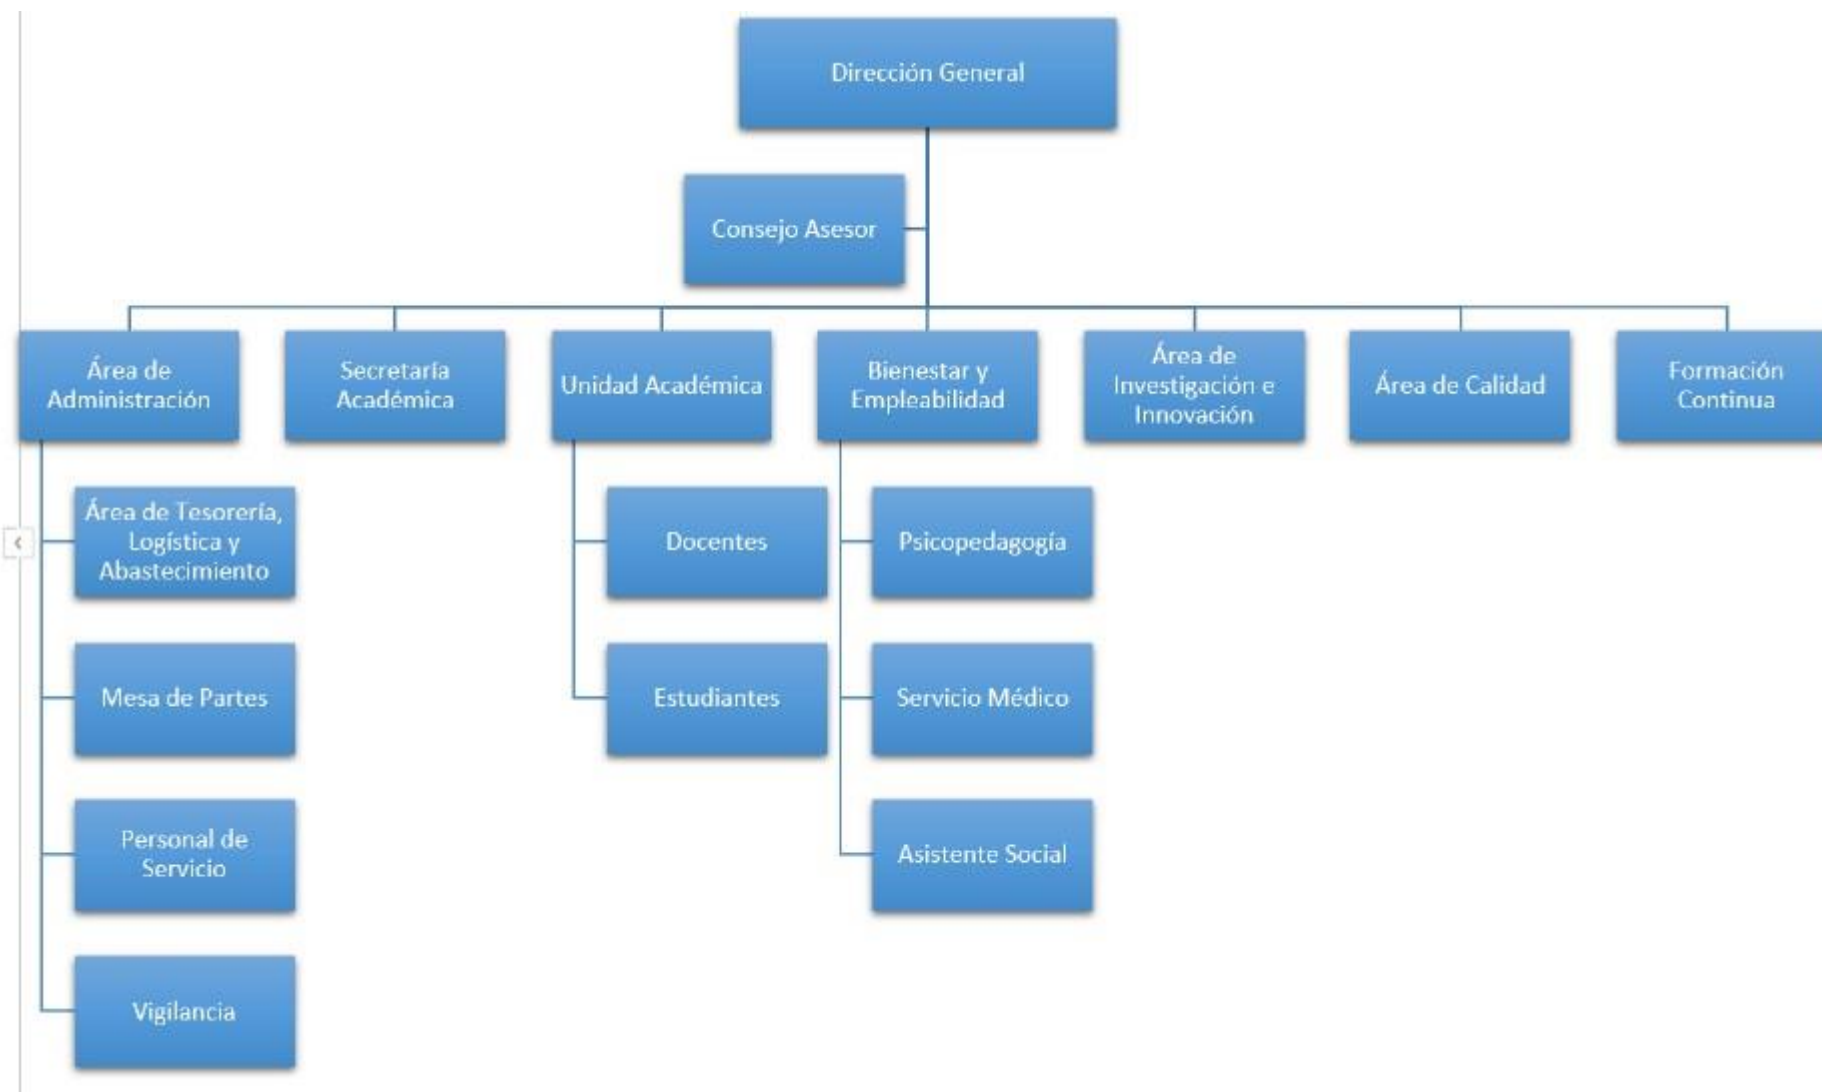 Dirección General
Consejo Asesor
Área de
Administración
Secretaría
Académica
Unidad Académica
Bienestar y
Empleabilidad
Área de
Investigación e
Innovación
Área de Calidad
Formación
Continua
Área de Tesorería,
Logística y
Abastecimiento
Docentes
Psicopedagogía
Mesa de Partes
Estudiantes
Servicio Médico
Personal de
Servicio
Asistente Social
Vigilancia